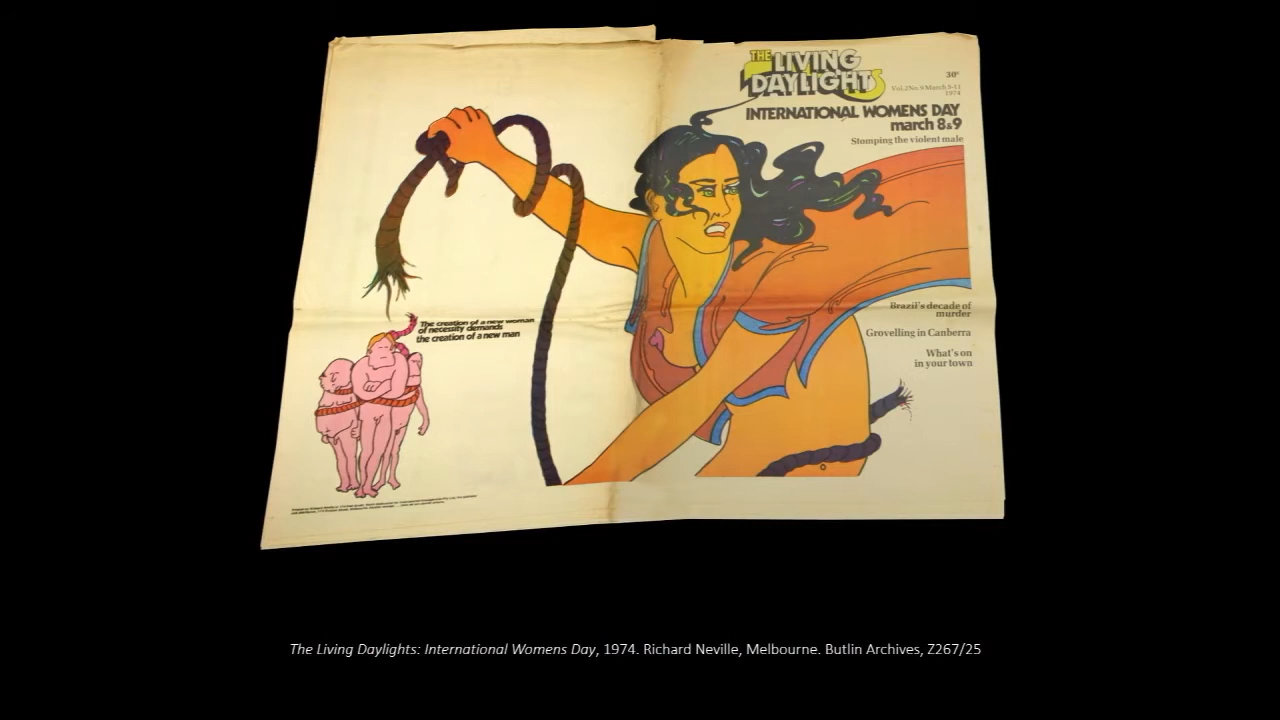 THE LIVING
DAYLIGHTS
30c
Vol.2 No. 9 March 5-11
1974
INTERNATIONAL WOMENS DAY
march 8&9
Stomping the violent male
The creation of a new woman
of necessity demands
the creation of a new man
Brazil's decade of
murder
Grovelling in Canberra
What's on
in your town
The Living Daylights: International Womens Day, 1974. Richard Neville, Melbourne. Butlin Archives, Z267/25